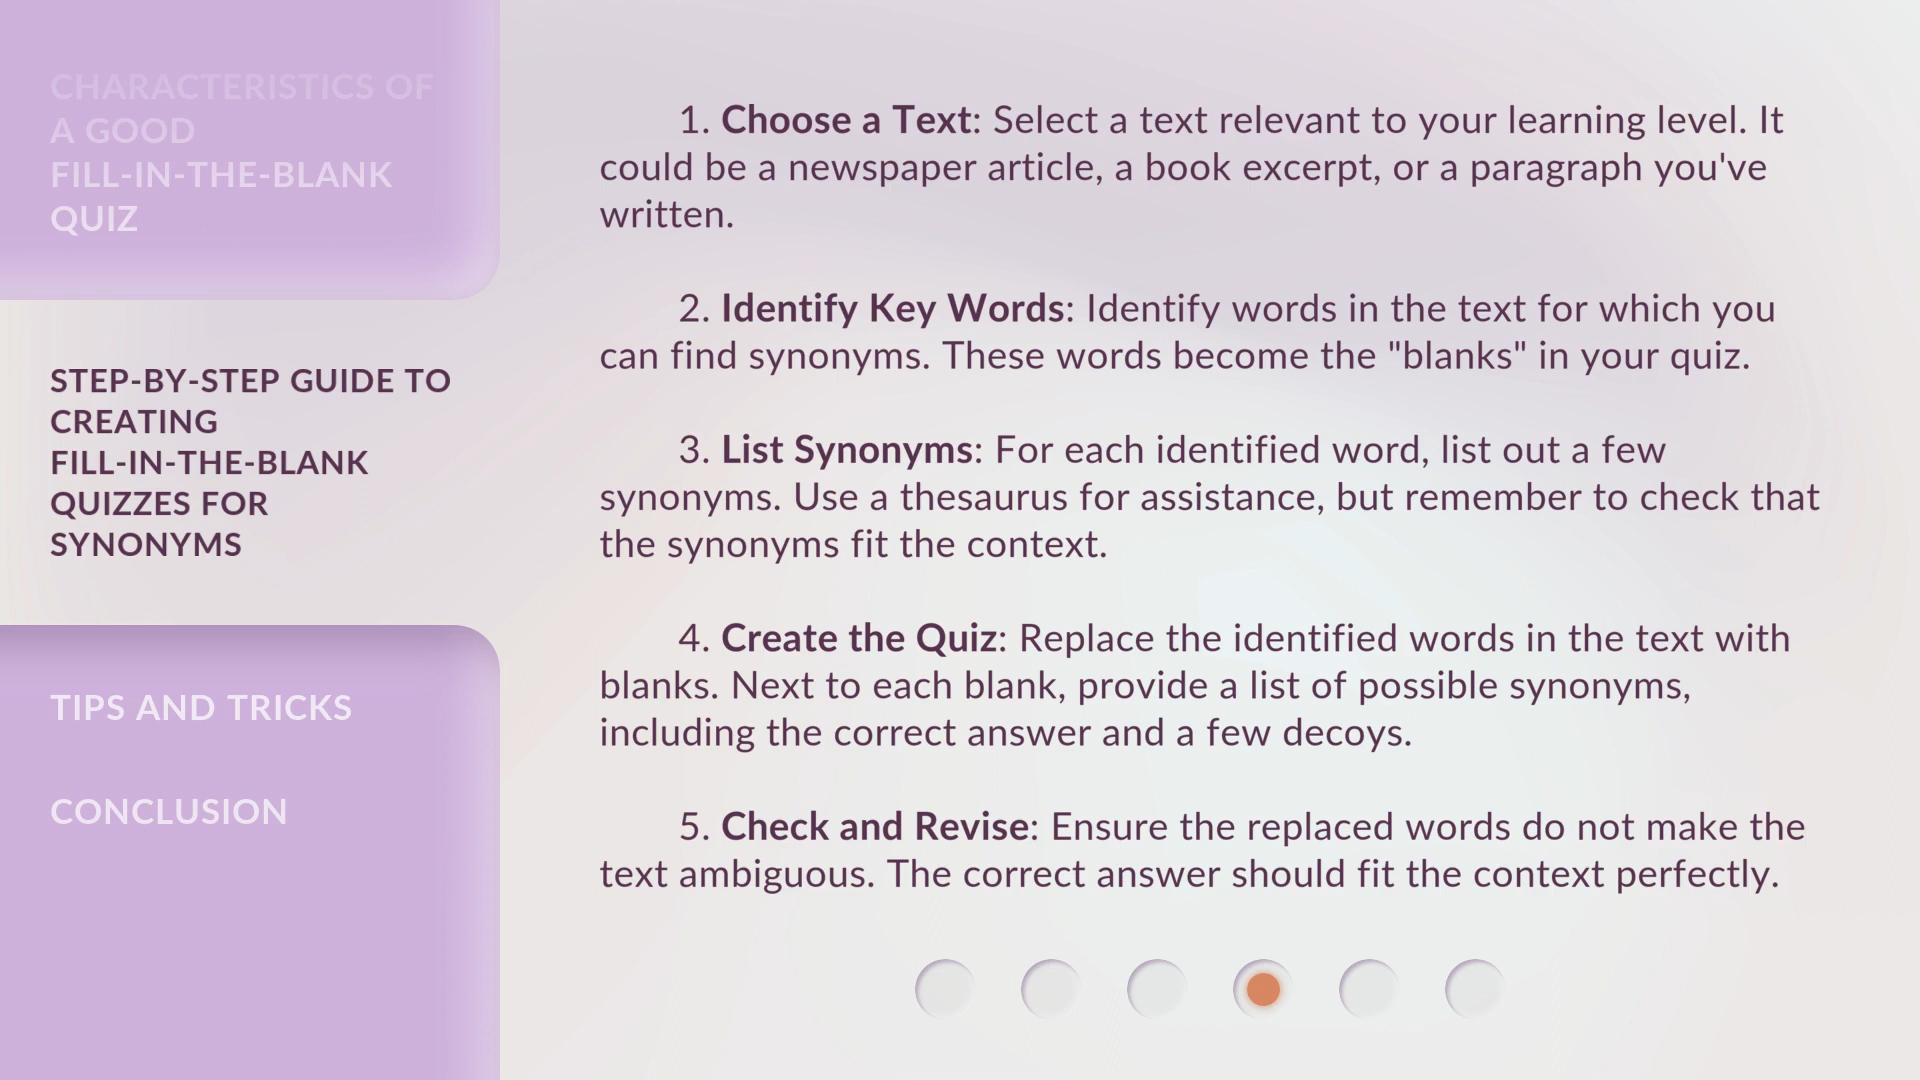 CHARACTERISTICS OF
A GOOD
FILL-IN-THE-BLANK
QUIZ
STEP-BY-STEP GUIDE TO
CREATING
FILL-IN-THE-BLANK
QUIZZES FOR
SYNONYMS
TIPS AND TRICKS
CONCLUSION
1. Choose a Text: Select a text relevant to your learning level. It
could be a newspaper article, a book excerpt, or a paragraph you've
written.
2. Identify Key Words: Identify words in the text for which you
can find synonyms. These words become the "blanks" in your quiz.
3. List Synonyms: For each identified word, list out a few
synonyms. Use a thesaurus for assistance, but remember to check that
the synonyms fit the context.
4. Create the Quiz: Replace the identified words in the text with
blanks. Next to each blank, provide a list of possible synonyms,
including the correct answer and a few decoys.
5. Check and Revise: Ensure the replaced words do not make the
text ambiguous. The correct answer should fit the context perfectly.